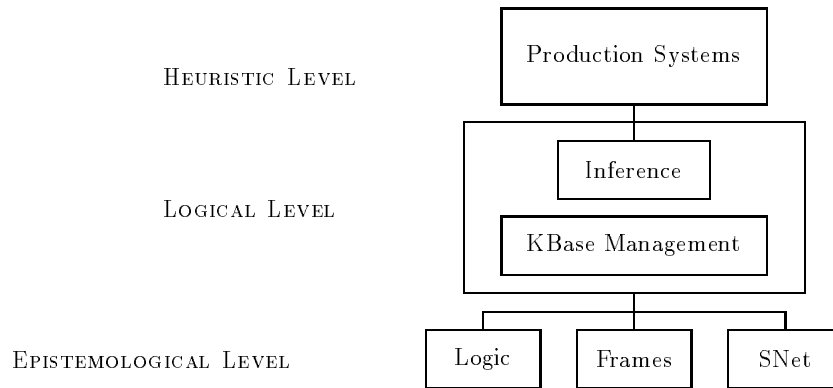 Production Systems
HEURISTIC LEVEL
Inference
LOGICAL LEVEL
KBase Management
EPISTEMOLOGICAL LEVEL
Logic
Frames
SNet